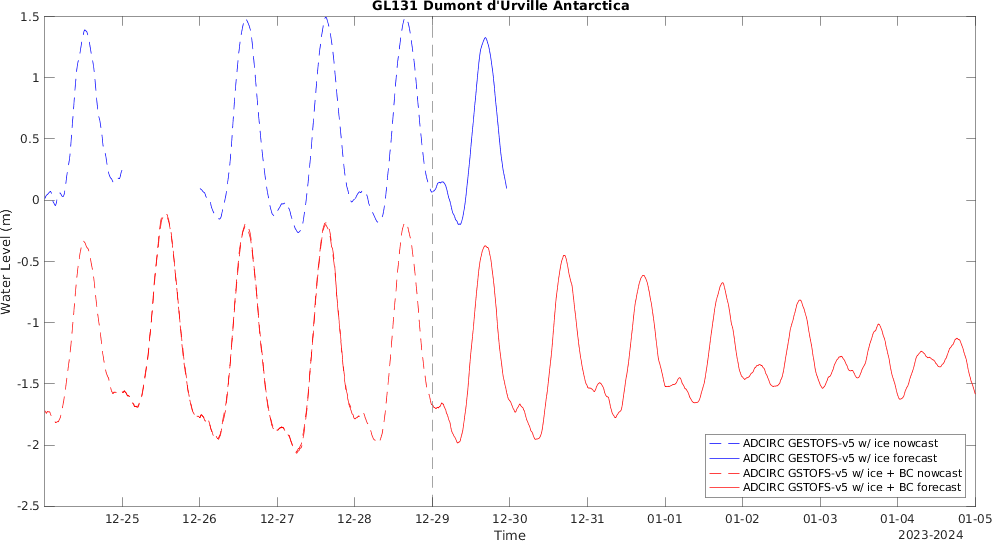 GL131 Dumont d'Urville Antarctica
1.5
1
0.5
0
-0.5
-1
-1.5
-2
-2.5
Water Level (m)
ADCIRC GESTOFS-v5 w/ ice nowcast
ADCIRC GESTOFS-v5 w/ ice forecast
ADCIRC GSTOFS-v5 w/ ice + BC nowcast
ADCIRC GSTOFS-v5 w/ ice + BC forecast
12-25 12-26 12-27 12-28 12-29 12-30 12-31 01-01 01-02 01-03 01-04 01-05
Time
2023-2024